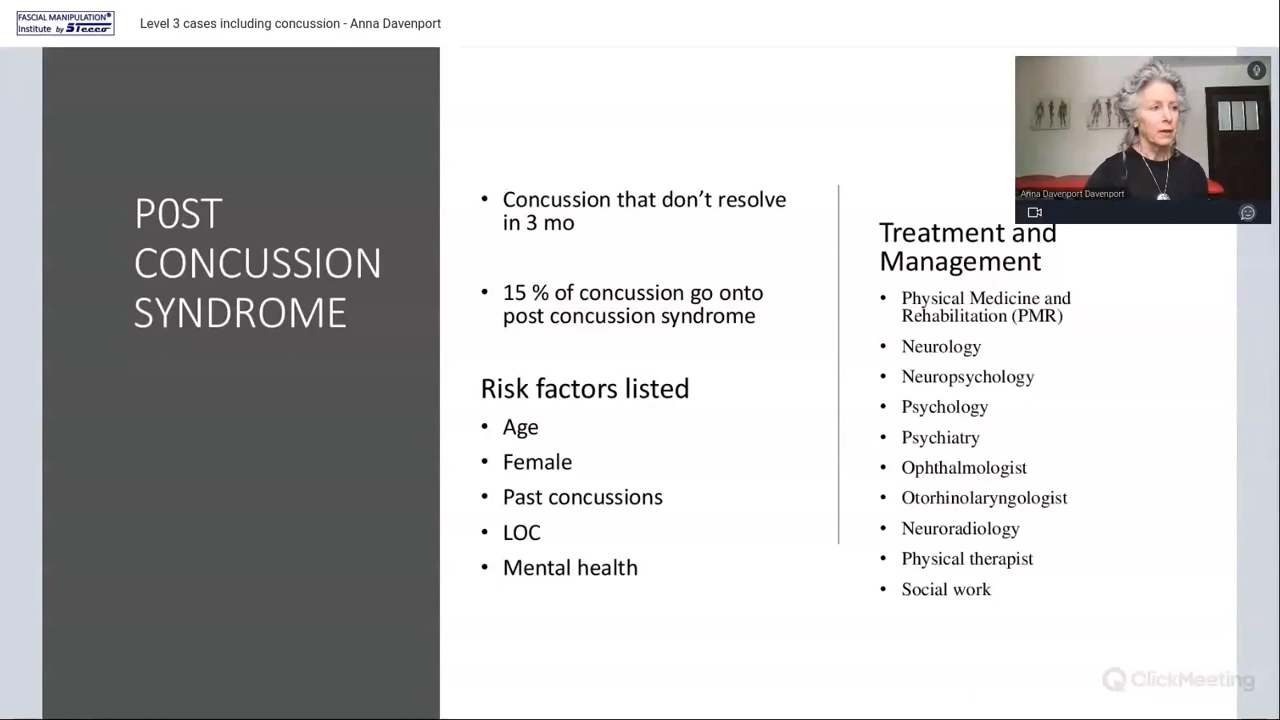 FASCIAL MANIPULATION®
Institute by Stecco
Level 3 cases including concussion - Anna Davenport
POST
CONCUSSION
SYNDROME
• Concussion that don’t resolve
in 3 mo
• 15 % of concussion go onto
post concussion syndrome
Risk factors listed
• Age
• Female
• Past concussions
• LOC
• Mental health
Anna Davenport Davenport
Treatment and
Management
• Physical Medicine and
Rehabilitation (PMR)
• Neurology
• Neuropsychology
• Psychology
• Psychiatry
• Ophthalmologist
• Otorhinolaryngologist
• Neuroradiology
• Physical therapist
• Social work
ClickMeeting